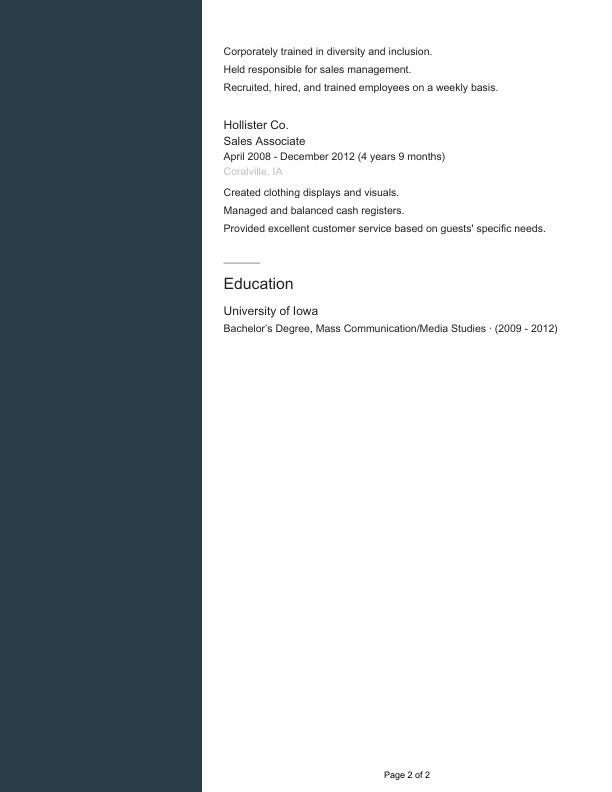 Corporately trained in diversity and inclusion.
Held responsible for sales management.
Recruited, hired, and trained employees on a weekly basis.
Hollister Co.
Sales Associate
April 2008 - December 2012 (4 years 9 months)
Coralville, IA
Created clothing displays and visuals.
Managed and balanced cash registers.
Provided excellent customer service based on guests' specific needs.
Education
University of Iowa
Bachelor's Degree, Mass Communication/Media Studies · (2009 - 2012)
Page 2 of 2